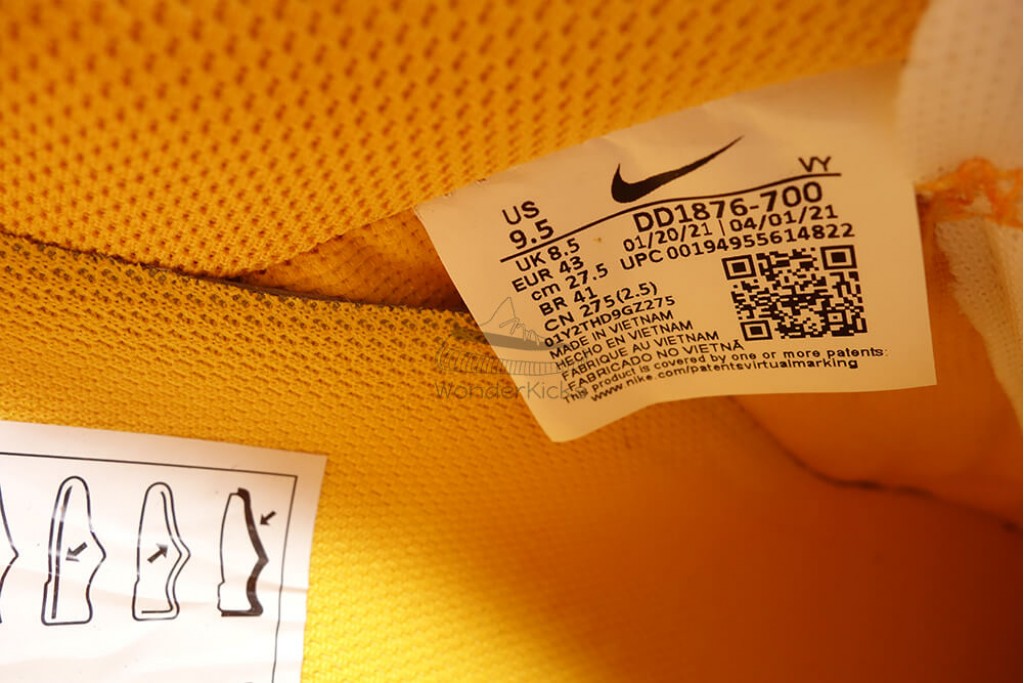 VY
US
9.5
DD1876-700
01/20/21 | 04/01/21
UPC 00194955614822
UK 8.5
EUR 43
cm 27.5
BR 41
CN 275(2.5)
01Y2THD9GZ275
MADE IN VIETNAM
HECHO EN VIETNAM
FABRIQUE AU VIETNAM
FABRICADO NO VIETNÃ
This product is covered by one or more patents:
www.nike.com/patentsvirtualmarking
WonderKicks